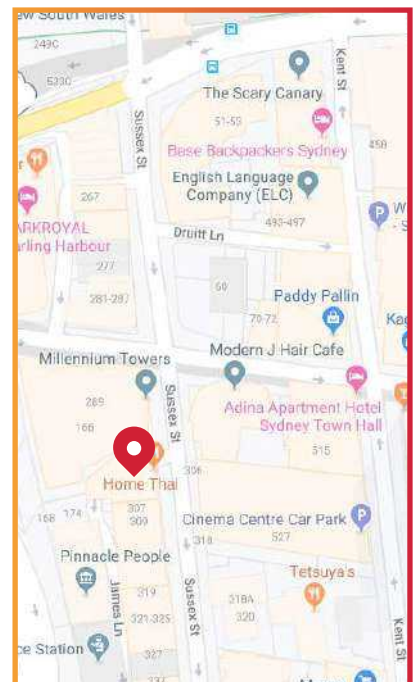 ew South Wales
249C
533C
Sussex St
Kent St
The Scary Canary
51-53
Base Backpackers Sydney
458
English Language
Company (ELC)
267
493-497
ARKROYAL
arling Harbour
Druitt Ln
277
60
281-287
Paddy Pallin
70-72
Millennium Towers
Modern J Hair Cafe
289
166
Sussex St
Adina Apartment Hotel
Sydney Town Hall
515
306
Home Thai
168
174
307
309
318
Cinema Centre Car Park
527
Pinnacle People
Tetsuya's
James Ln
319
318A
320
321-325
Sussex St
Kent St
ce Station
327